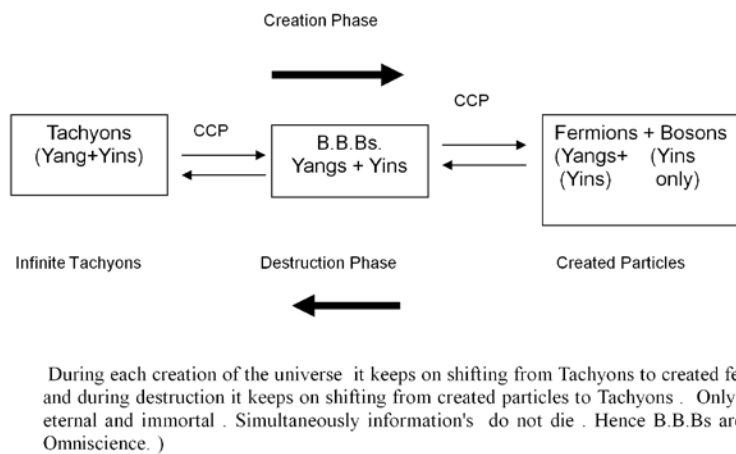 Creation Phase
CCP
CCP
Tachyons
(Yang+Yins)
B.B.Bs.
Yangs + Yins
Fermions + Bosons
(Yangs+ (Yins
(Yins) only)
Infinite Tachyons
Destruction Phase
Created Particles
During each creation of the universe it keeps on shifting from Tachyons to created
and during destruction it keeps on shifting from created particles to Tachyons . Only
eternal and immortal . Simultaneously information's do not die . Hence B.B.Bs
Omniscience. )